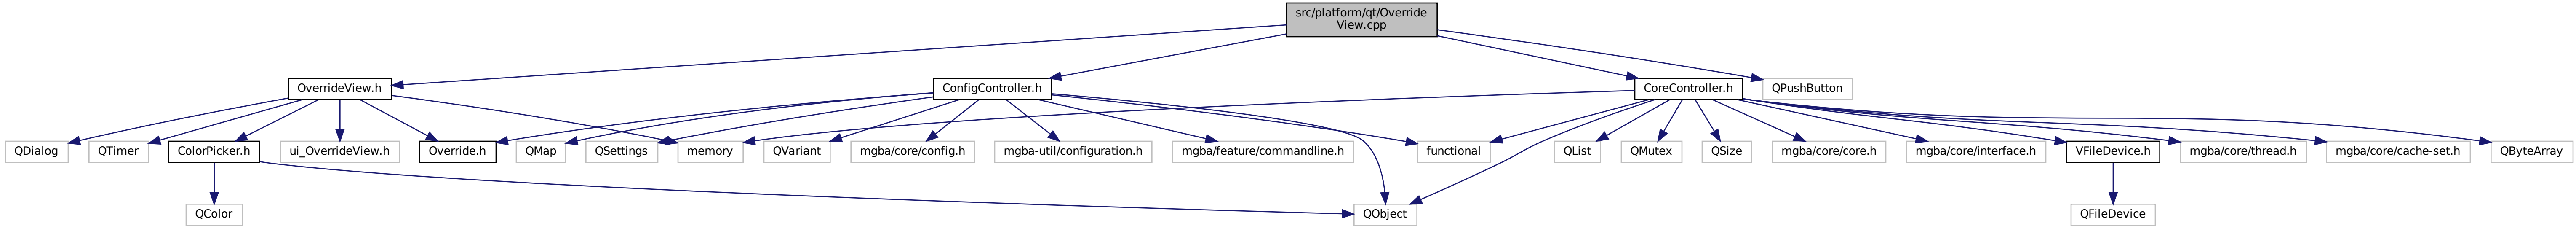 src/platform/qt/Override
View.cpp
OverrideView.h
ConfigController.h
CoreController.h
QPushButton
QDialog
QTimer
ColorPicker.h
ui_OverrideView.h
Override.h
QMap
QSettings
memory
QVariant
mgba/core/config.h
mgba-util/configuration.h
mgba/feature/commandline.h
functional
QList
QMutex
QSize
mgba/core/core.h
mgba/core/interface.h
VFileDevice.h
mgba/core/thread.h
mgba/core/cache-set.h
QByteArray
QColor
QObject
QFileDevice